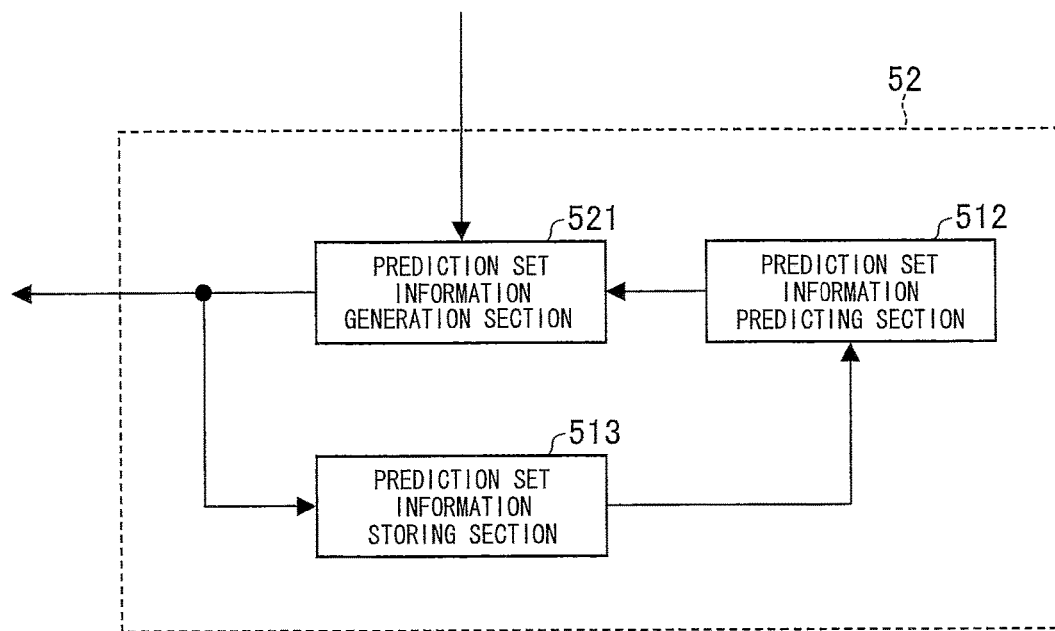 52
521
PREDICTION SET
INFORMATION
GENERATION SECTION
512
PREDICTION SET
INFORMATION
PREDICTING SECTION
513
PREDICTION SET
INFORMATION
STORING SECTION